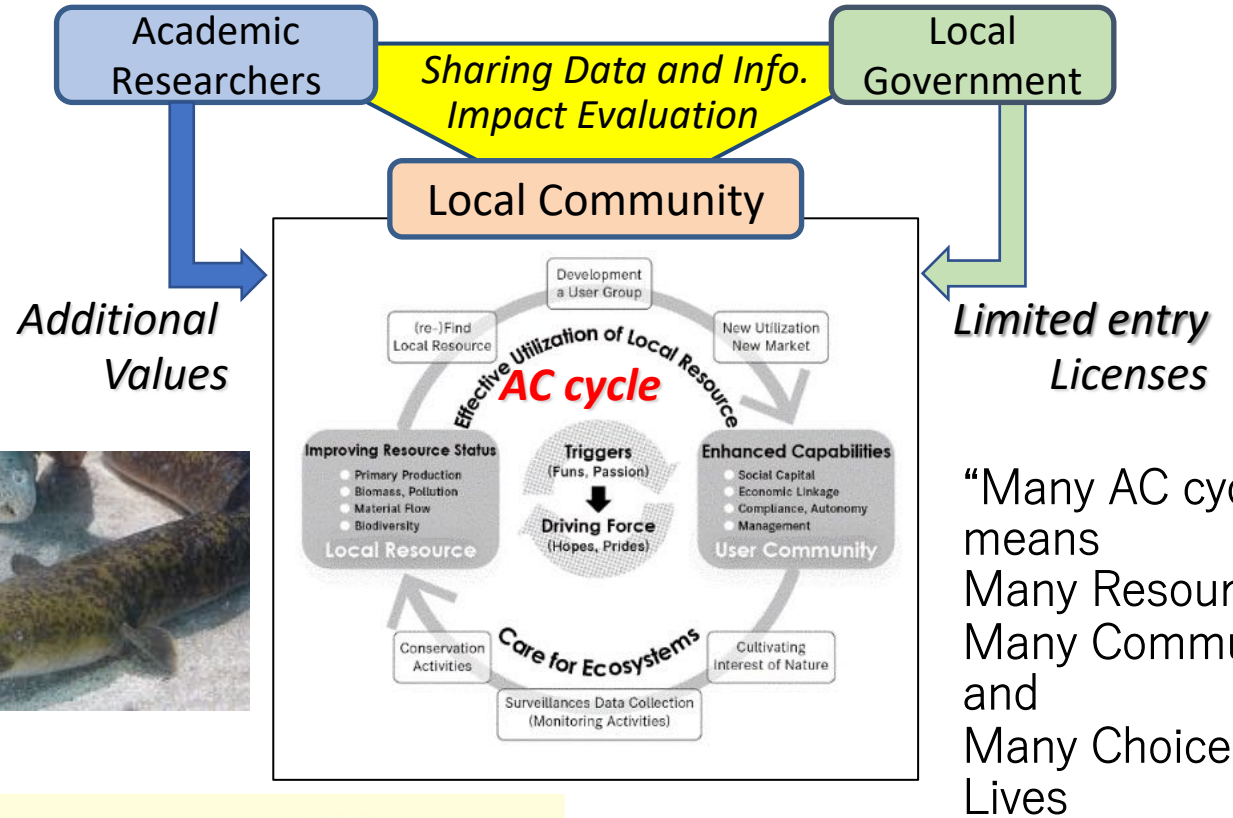 Academic
Researchers
Local
Government
Sharing Data and Info.
Impact Evaluation
Local Community
Additional
Values
Limited entry
Licenses
Development
a User Group
(re-)Find
Local Resource
New Utilization
New Market
Effective Utilization of Local Resource
AC cycle
Improving Resource Status
Primary Production
Biomass, Pollution
Material Flow
Biodiversity
Local Resource
Triggers
(Funs, Passion)
Driving Force
(Hopes, Prides)
Enhanced Capabilities
Social Capital
Economic Linkage
Compliance, Autonomy
Management
User Community
Conservation
Activities
Care for Ecosystems
Cultivating
Interest of Nature
Surveillances Data Collection
(Monitoring Activities)
“Many AC
means
Many
Many
and
Many Choice
Lives